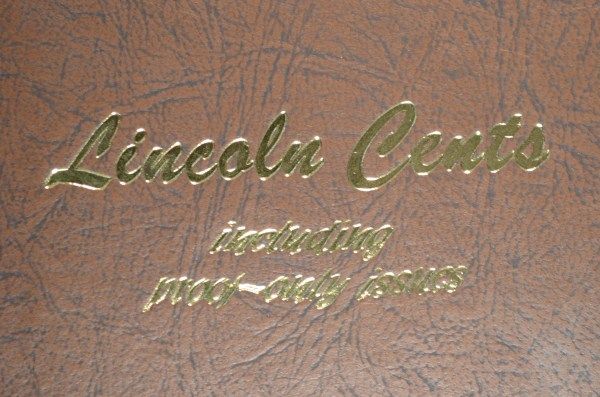 Lincoln Cents
including
proof-only issues